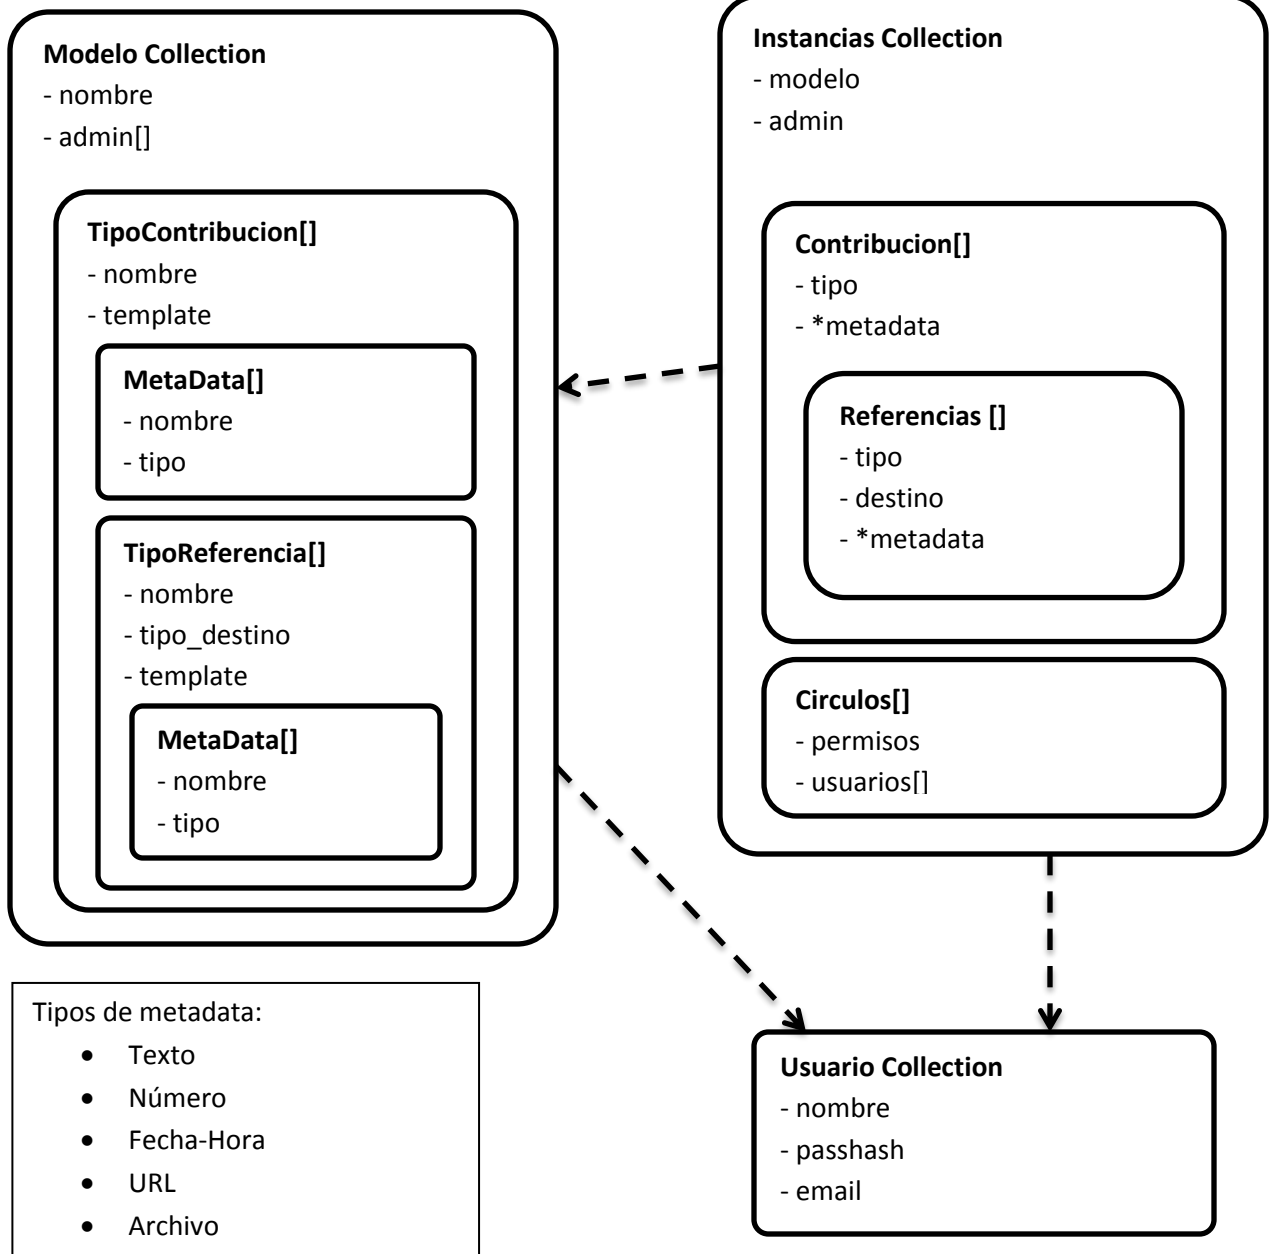 Modelo Collection
- nombre
- admin[]
TipoContribucion[]
- nombre
- template
MetaData[]
- nombre
- tipo
TipoReferencia[]
- nombre
- tipo_destino
- template
MetaData[]
- nombre
- tipo
Instancias Collection
- modelo
- admin
Contribucion[]
- tipo
- *metadata
Referencias []
- tipo
- destino
- *metadata
Circulos[]
- permisos
- usuarios[]
Tipos de metadata:
• Texto
• Número
• Fecha-Hora
• URL
• Archivo
Usuario Collection
- nombre
- passhash
- email